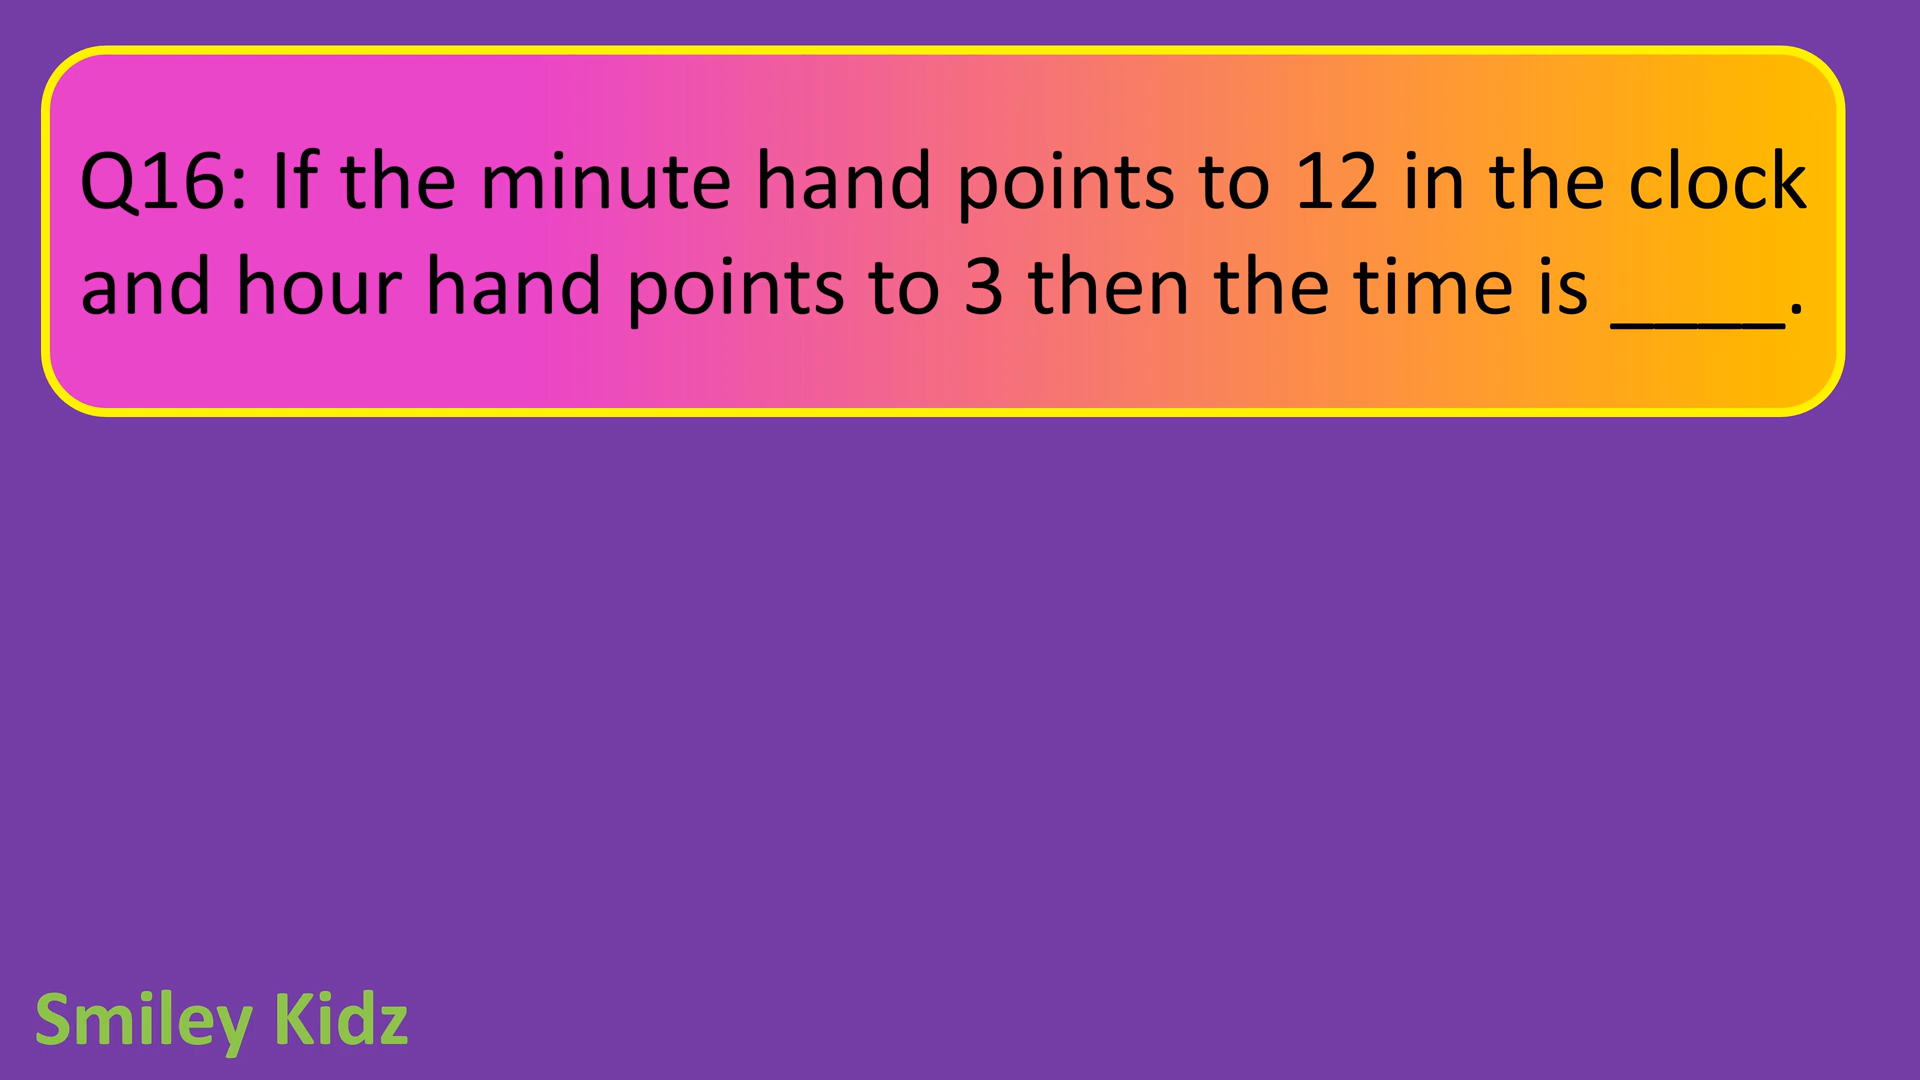 Q16: If the minute hand points to 12 in the clock
and hour hand points to 3 then the time is ____.
Smiley Kidz